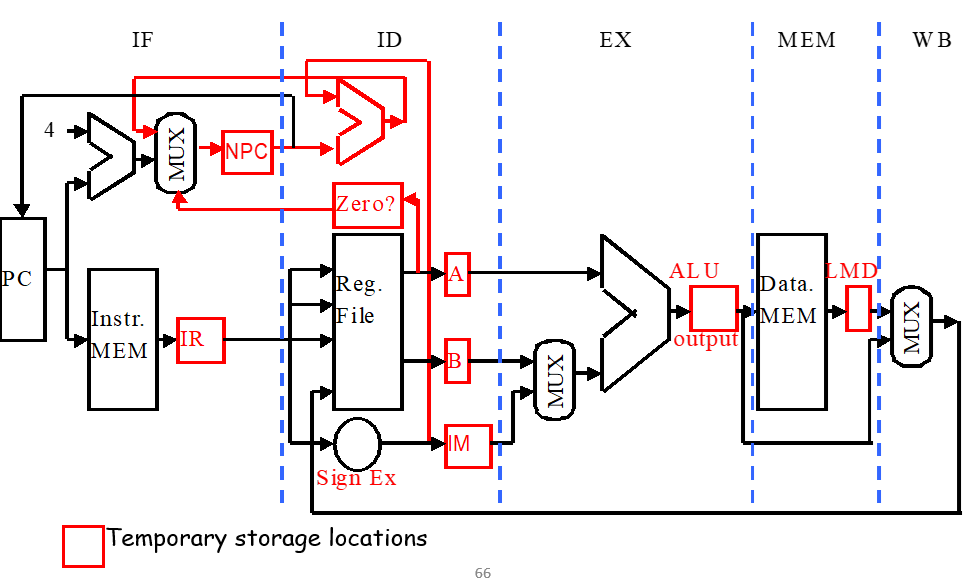 IF
ID
EX
MEM
WB
4
MUX
NPC
Zero?
PC
Instr.
MEM
IR
Reg.
File
A
B
Sign Ex
IM
MUX
ALU
output
Data.
MEM
LMD
MUX
Temporary storage locations
66